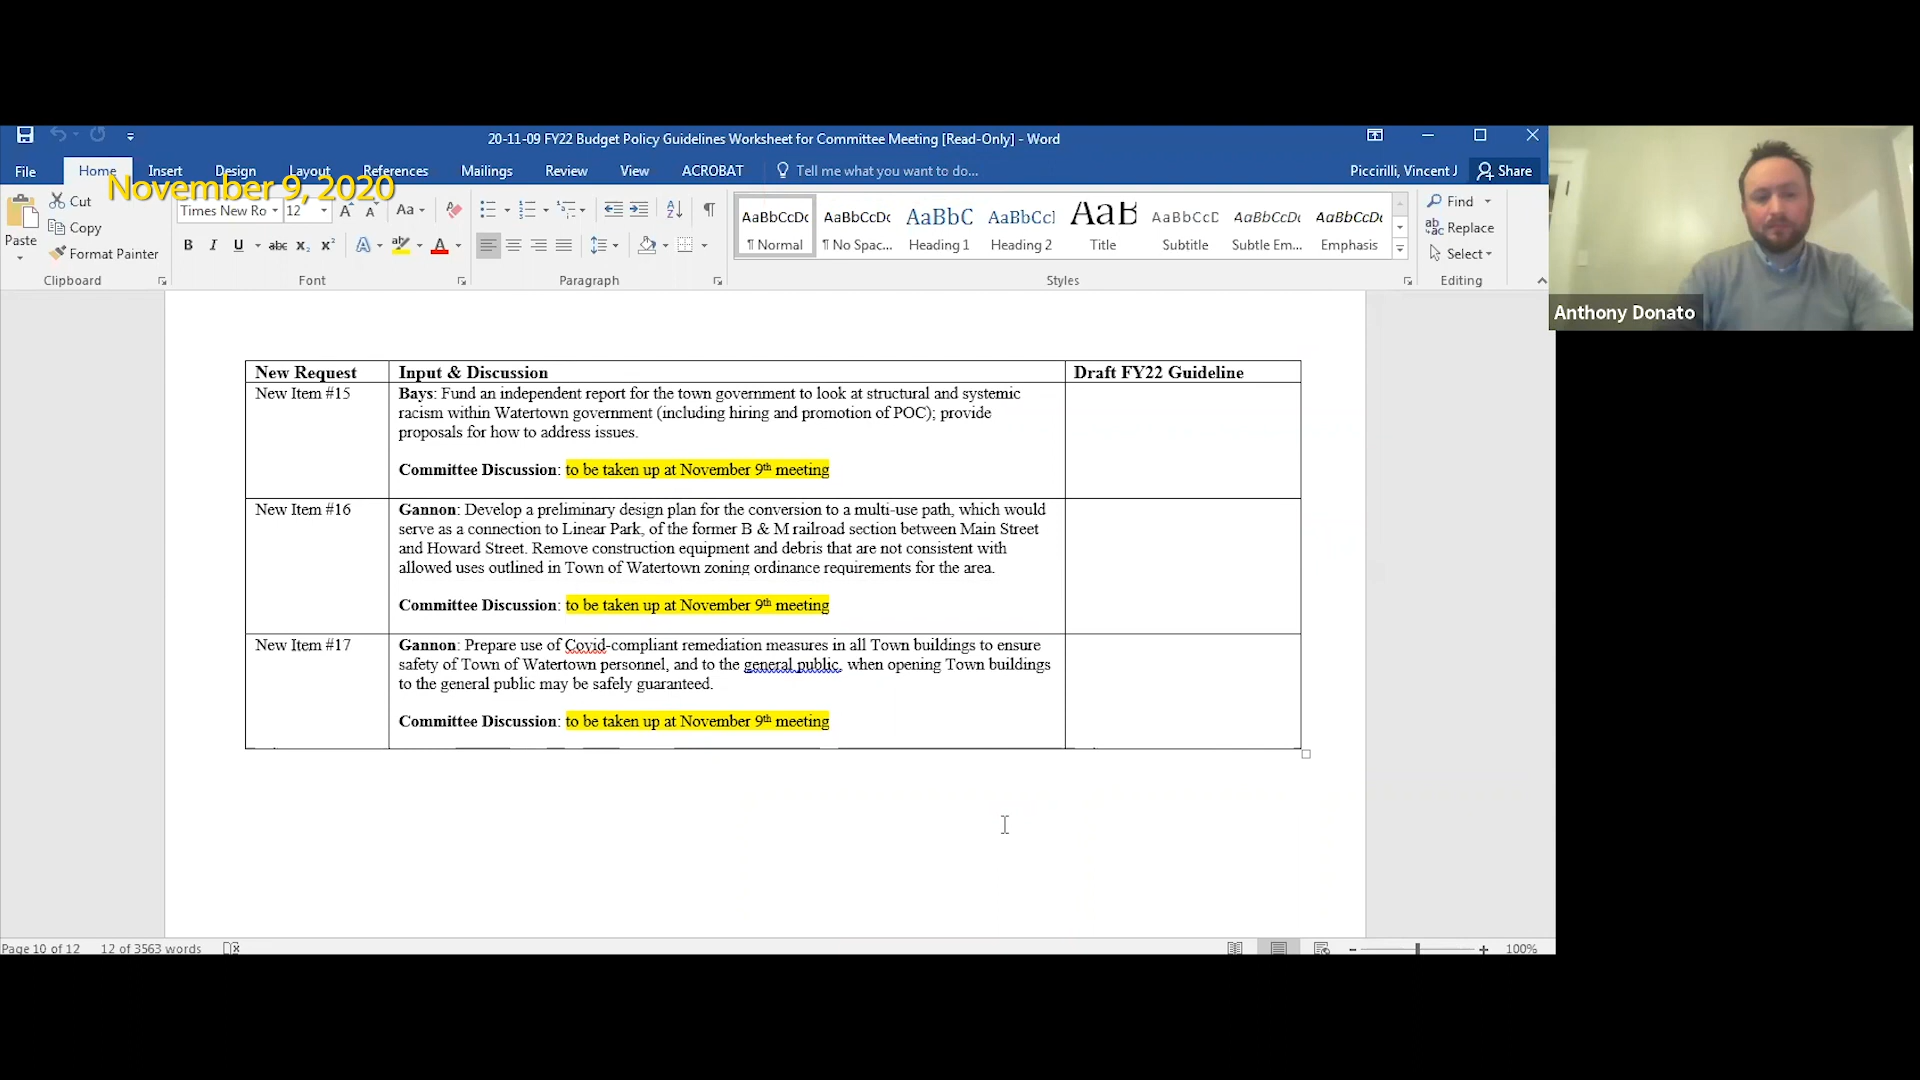 20-11-09 FY22 Budget Policy Guidelines Worksheet for Committee Meeting [Read-Only] - Word
File Home Insert Design Layout References Mailings Review View ACROBAT Tell me what you want to do... Piccirilli, Vincent J Share
November 9, 2020
Cut
Copy
Format Painter
Paste
Clipboard
Times New Ro 12
Font
Paragraph
AaBbCcDc AaBbCcDc AaBbC AaBbCcI AaB AaBbCcD AaBbCcDc AaBbCcDc
¶ Normal ¶ No Spac... Heading 1 Heading 2 Title Subtitle Subtle Em... Emphasis
Styles
Find
Replace
Select
Editing
Anthony Donato
New Request Input & Discussion Draft FY22 Guideline
New Item #15
Bays: Fund an independent report for the town government to look at structural and systemic
racism within Watertown government (including hiring and promotion of POC); provide
proposals for how to address issues.
Committee Discussion: to be taken up at November 9th meeting
New Item #16
Gannon: Develop a preliminary design plan for the conversion to a multi-use path, which would
serve as a connection to Linear Park, of the former B & M railroad section between Main Street
and Howard Street. Remove construction equipment and debris that are not consistent with
allowed uses outlined in Town of Watertown zoning ordinance requirements for the area.
Committee Discussion: to be taken up at November 9th meeting
New Item #17
Gannon: Prepare use of Covid-compliant remediation measures in all Town buildings to ensure
safety of Town of Watertown personnel, and to the general public, when opening Town buildings
to the general public may be safely guaranteed.
Committee Discussion: to be taken up at November 9th meeting
Page 10 of 12 12 of 3563 words 100%